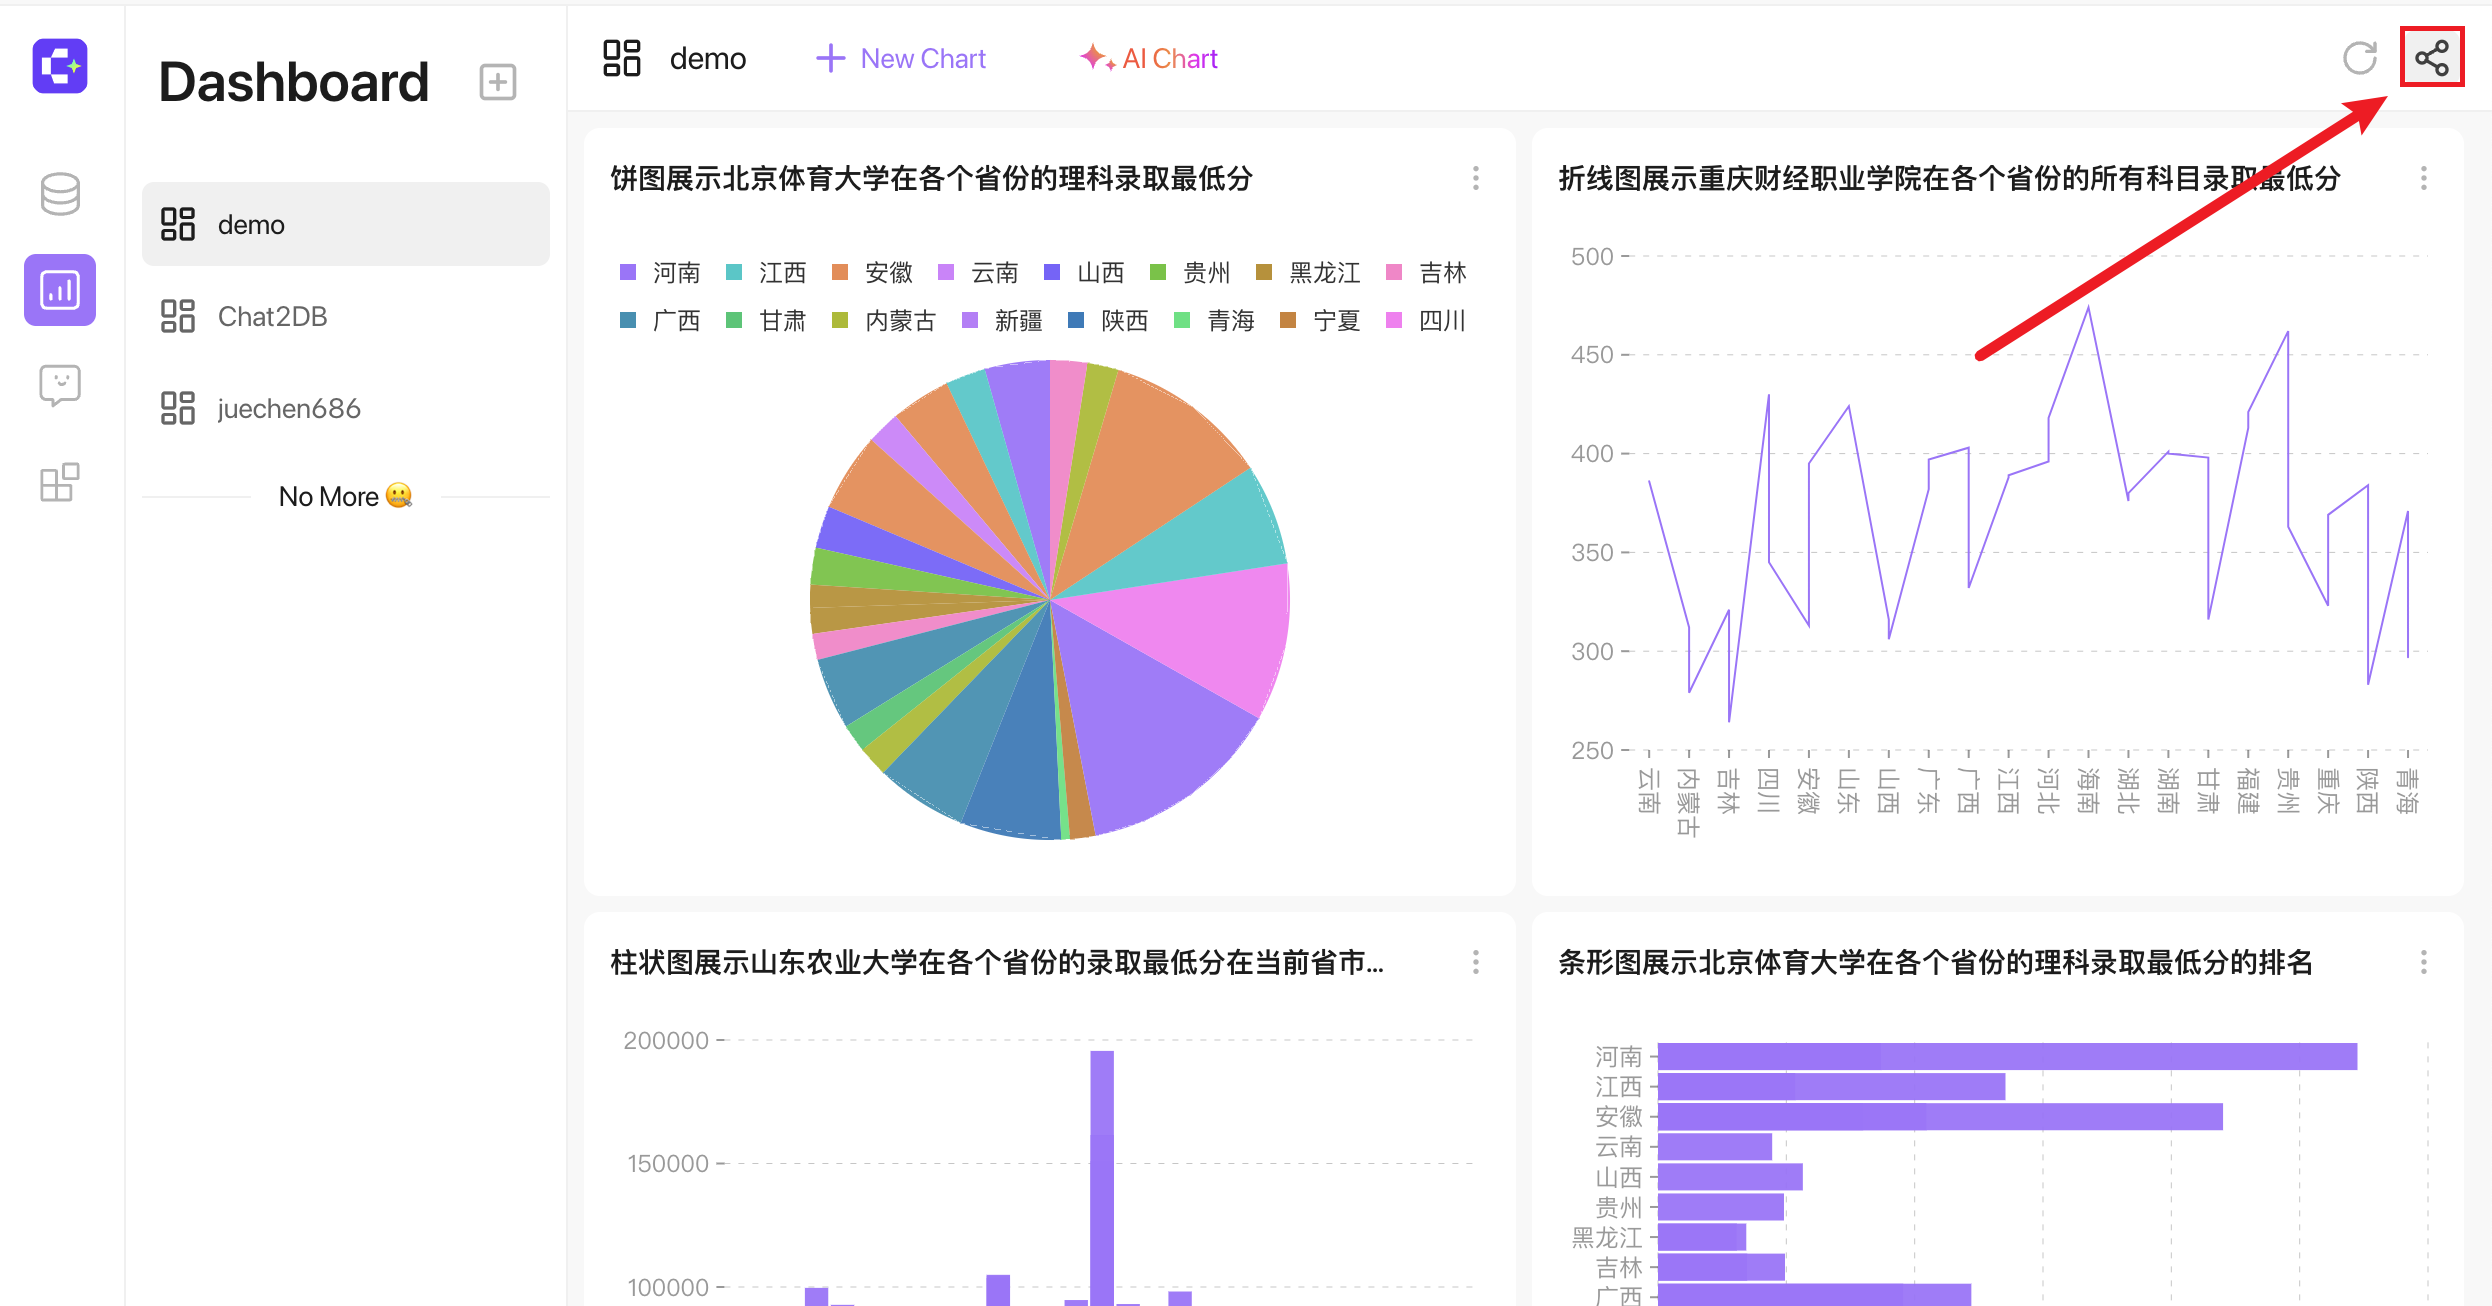 Dashboard
demo
Chat2DB
juechen686
No More
demo
New Chart
AI Chart
饼图展示北京体育大学在各个省份的理科录取最低分
河南 江西 安徽 云南 山西 贵州 黑龙江 吉林
广西 甘肃 内蒙古 新疆 陕西 青海 宁夏 四川
折线图展示重庆财经职业学院在各个省份的所有科目录取最低分
500
450
400
350
300
250
云南 内蒙古 吉林 四川 安徽 山东 山西 广东 广西 江西 河北 海南 湖北 湖南 甘肃 福建 贵州 重庆 陕西 青海
柱状图展示山东农业大学在各个省份的录取最低分在当前省市...
200000
150000
100000
条形图展示北京体育大学在各个省份的理科录取最低分的排名
河南
江西
安徽
云南
山西
贵州
黑龙江
吉林
广西